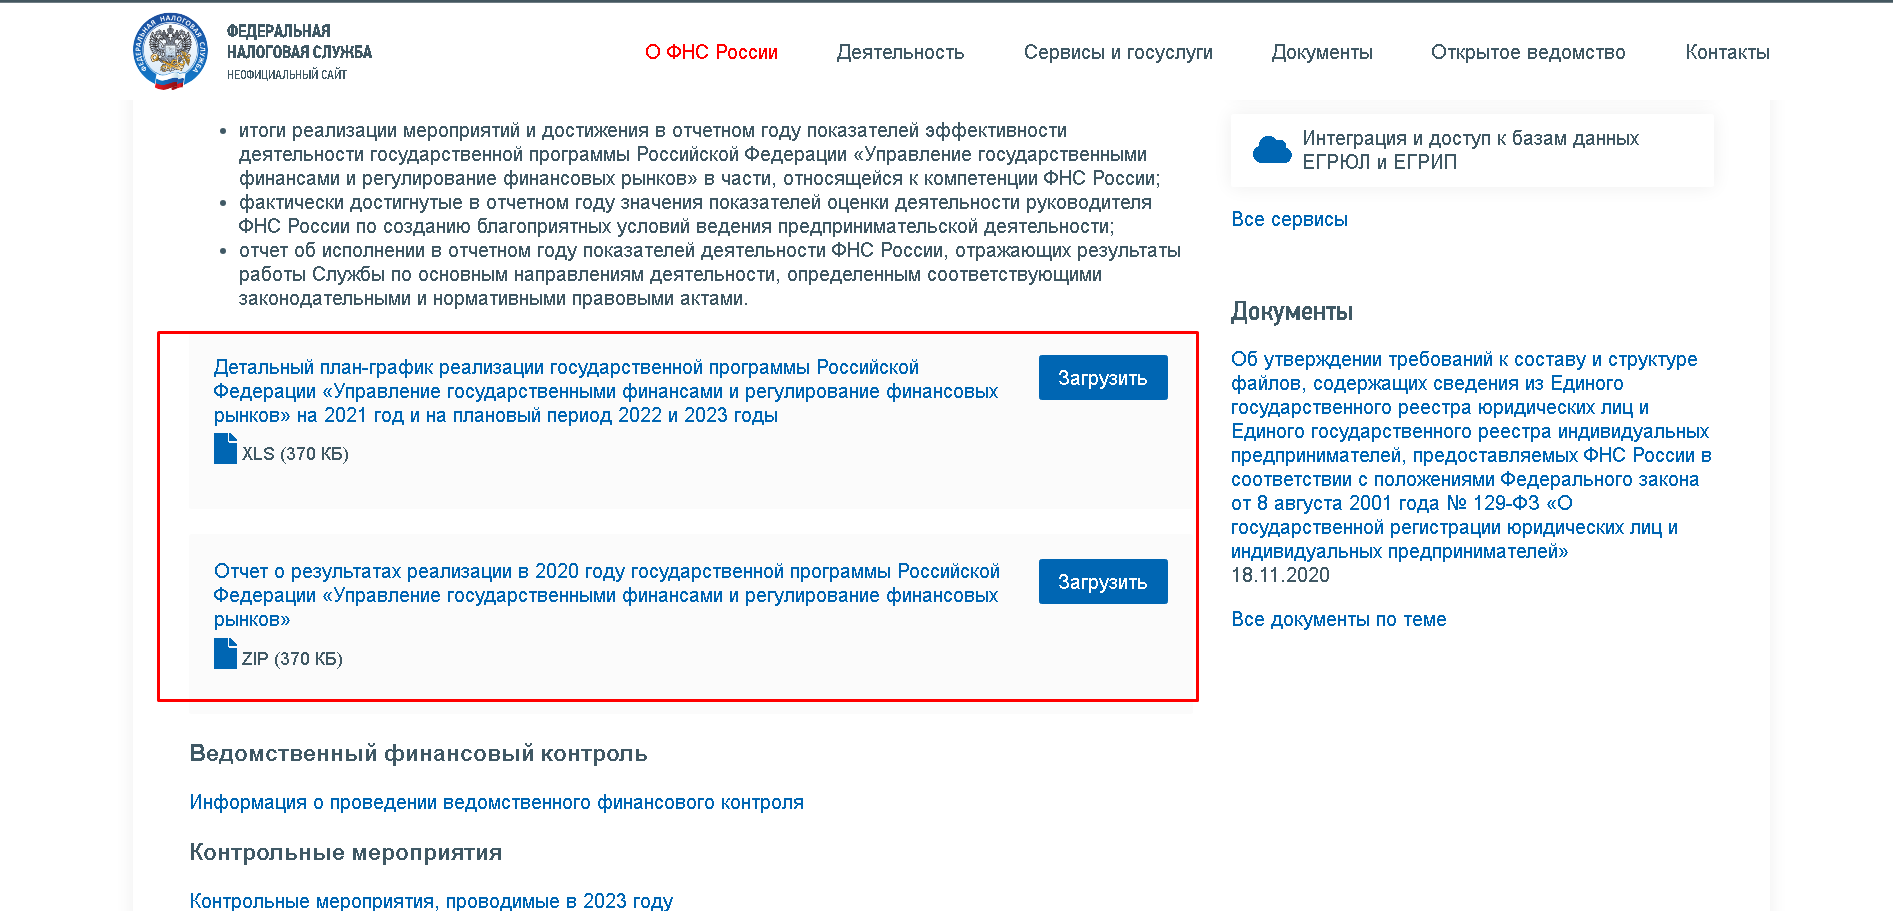 ФЕДЕРАЛЬНАЯ НАЛОГОВАЯ СЛУЖБА
ФЕДЕРАЛЬНАЯ
НАЛОГОВАЯ СЛУЖБА
НЕОФИЦИАЛЬНЫЙ САЙТ
О ФНС России
Деятельность
Сервисы и госуслуги
Документы
Открытое ведомство
Контакты
• итоги реализации мероприятий и достижения в отчетном году показателей эффективности
деятельности государственной программы Российской Федерации «Управление государственными
финансами и регулирование финансовых рынков» в части, относящейся к компетенции ФНС России;
• фактически достигнутые в отчетном году значения показателей оценки деятельности руководителя
ФНС России по созданию благоприятных условий ведения предпринимательской деятельности;
• отчет об исполнении в отчетном году показателей деятельности ФНС России, отражающих результаты
работы Службы по основным направлениям деятельности, определенным соответствующими
законодательными и нормативными правовыми актами.
Детальный план-график реализации государственной программы Российской
Федерации «Управление государственными финансами и регулирование финансовых
рынков» на 2021 год и на плановый период 2022 и 2023 годы
XLS (370 КБ)
Загрузить
Отчет о результатах реализации в 2020 году государственной программы Российской
Федерации «Управление государственными финансами и регулирование финансовых
рынков»
ZIP (370 КБ)
Загрузить
Ведомственный финансовый контроль
Информация о проведении ведомственного финансового контроля
Контрольные мероприятия
Контрольные мероприятия, проводимые в 2023 году
Интеграция и доступ к базам данных
ЕГРЮЛ и ЕГРИП
Все сервисы
Документы
Об утверждении требований к составу и структуре
файлов, содержащих сведения из Единого
государственного реестра юридических лиц и
Единого государственного реестра индивидуальных
предпринимателей, предоставляемых ФНС России в
соответствии с положениями Федерального закона
от 8 августа 2001 года № 129-ФЗ «О
государственной регистрации юридических лиц и
индивидуальных предпринимателей»
18.11.2020
Все документы по теме